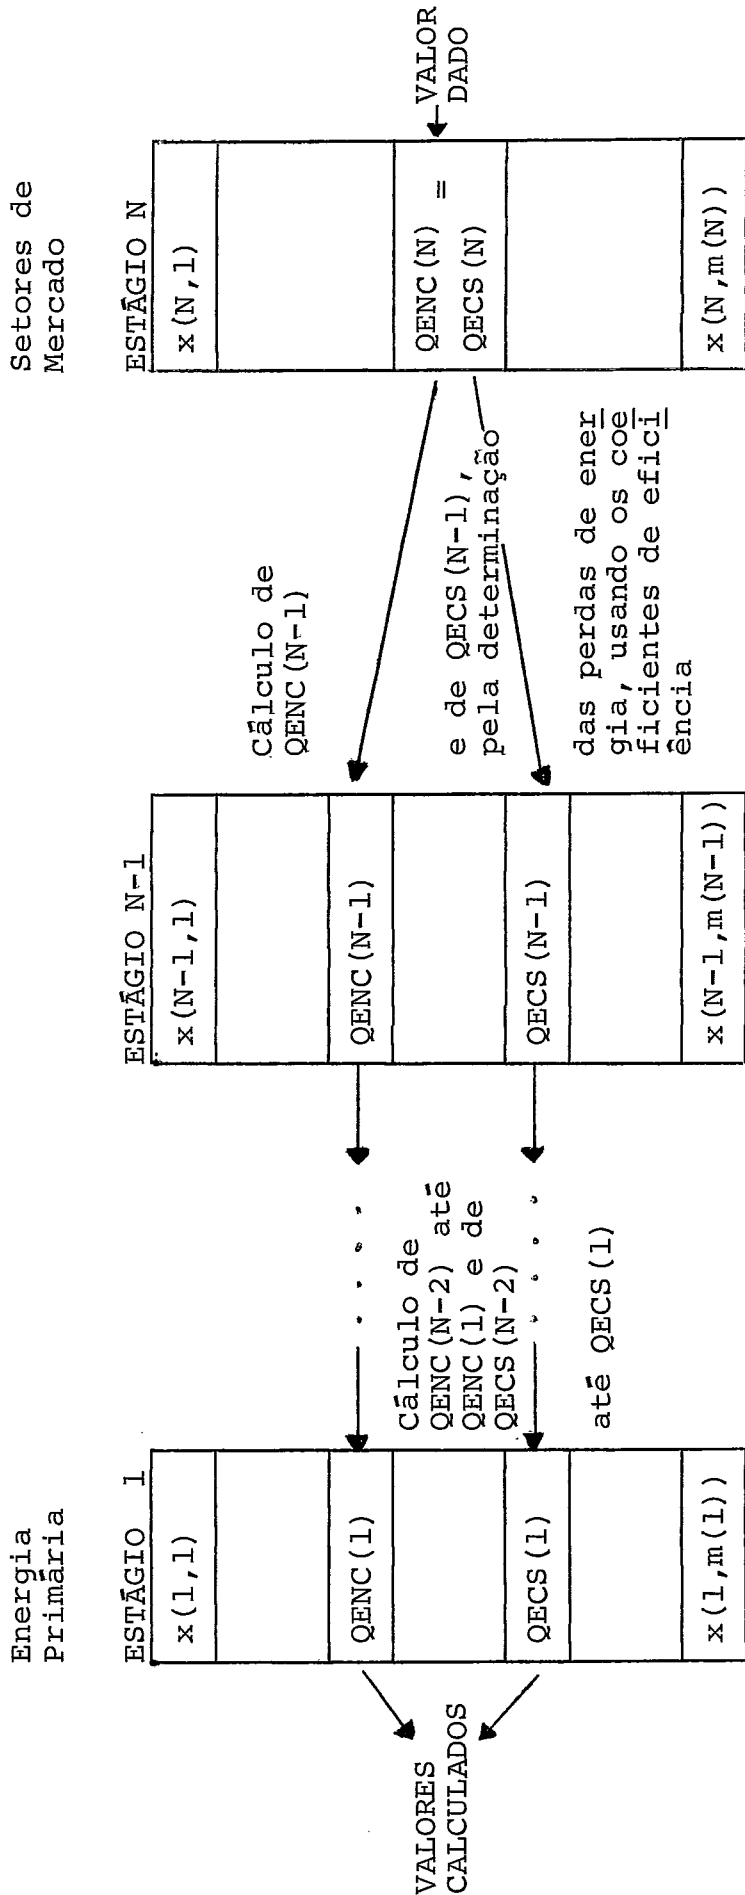 Energia
Primária
ESTÁGIO 1
x(1,1)
QENC(1)
QECS(1)
x(1,m(1))
VALORES
CALCULADOS
Cálculo de
QENC(N-2) até
QENC(1) e de
QECS(N-2)
até QECS(1)
ESTÁGIO N-1
x(N-1,1)
QENC(N-1)
QECS(N-1)
x(N-1,m(N-1))
Cálculo de
QENC(N-1)
e de QECS(N-1),
pela determinação
das perdas de ener
gia, usando os coe
ficientes de efici
ência
Setores de
Mercado
ESTÁGIO N
x(N,1)
QENC(N) =
QECS(N)
x(N,m(N))
VALOR
DADO